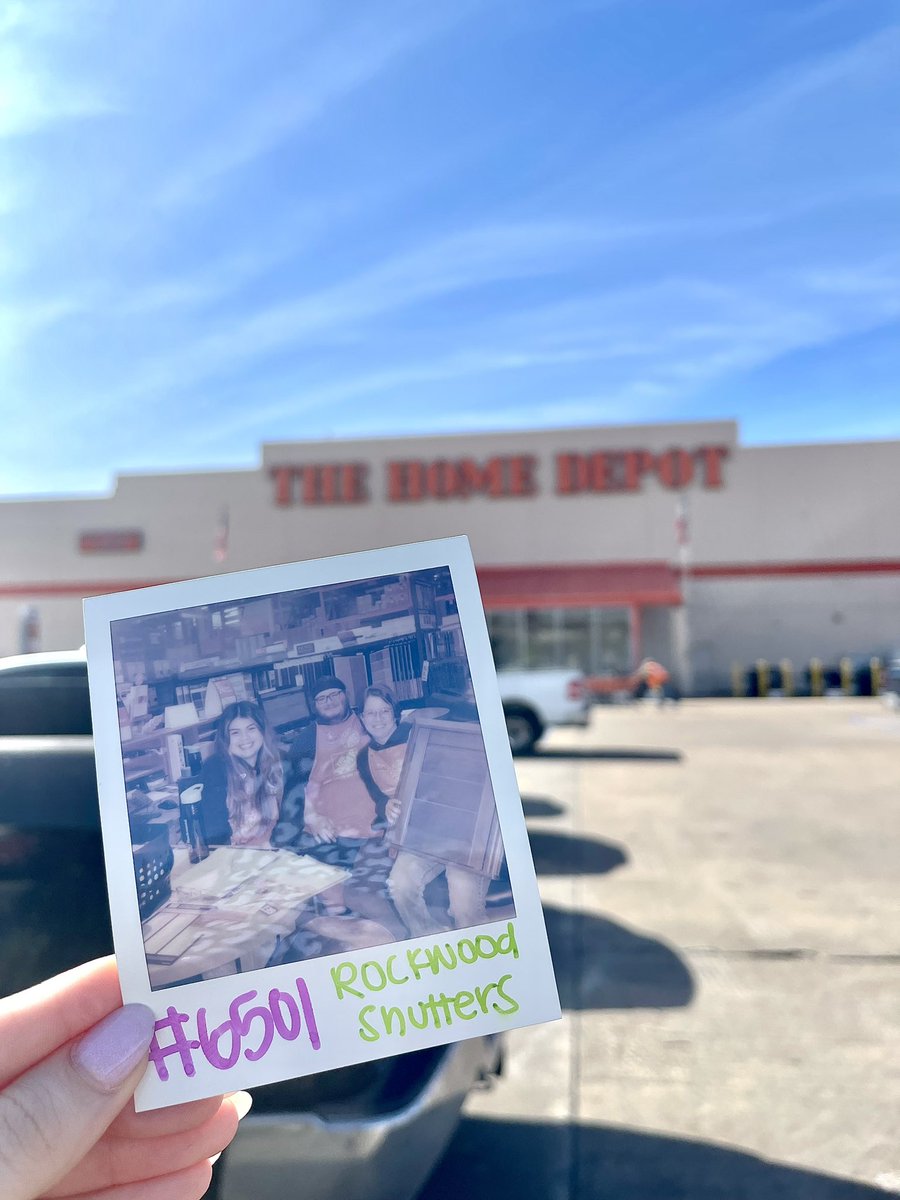 THE HOME DEPOT
#6501
Rockwood
Shutters